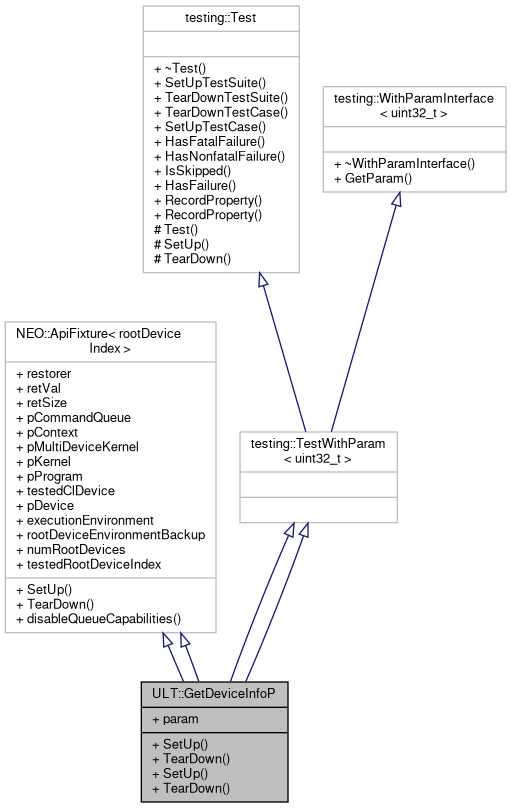 testing::Test
+ ~Test()
+ SetUpTestSuite()
+ TearDownTestSuite()
+ TearDownTestCase()
+ SetUpTestCase()
+ HasFatalFailure()
+ HasNonfatalFailure()
+ IsSkipped()
+ HasFailure()
+ RecordProperty()
+ RecordProperty()
# Test()
# SetUp()
# TearDown()
testing::WithParamInterface
< uint32_t >
+ ~WithParamInterface()
+ GetParam()
NEO::ApiFixture< rootDevice
Index >
+ restorer
+ retVal
+ retSize
+ pCommandQueue
+ pContext
+ pMultiDeviceKernel
+ pKernel
+ pProgram
+ testedClDevice
+ pDevice
+ executionEnvironment
+ rootDeviceEnvironmentBackup
+ numRootDevices
+ testedRootDeviceIndex
+ SetUp()
+ TearDown()
+ disableQueueCapabilities()
testing::TestWithParam
< uint32_t >
ULT::GetDeviceInfoP
+ param
+ SetUp()
+ TearDown()
+ SetUp()
+ TearDown()